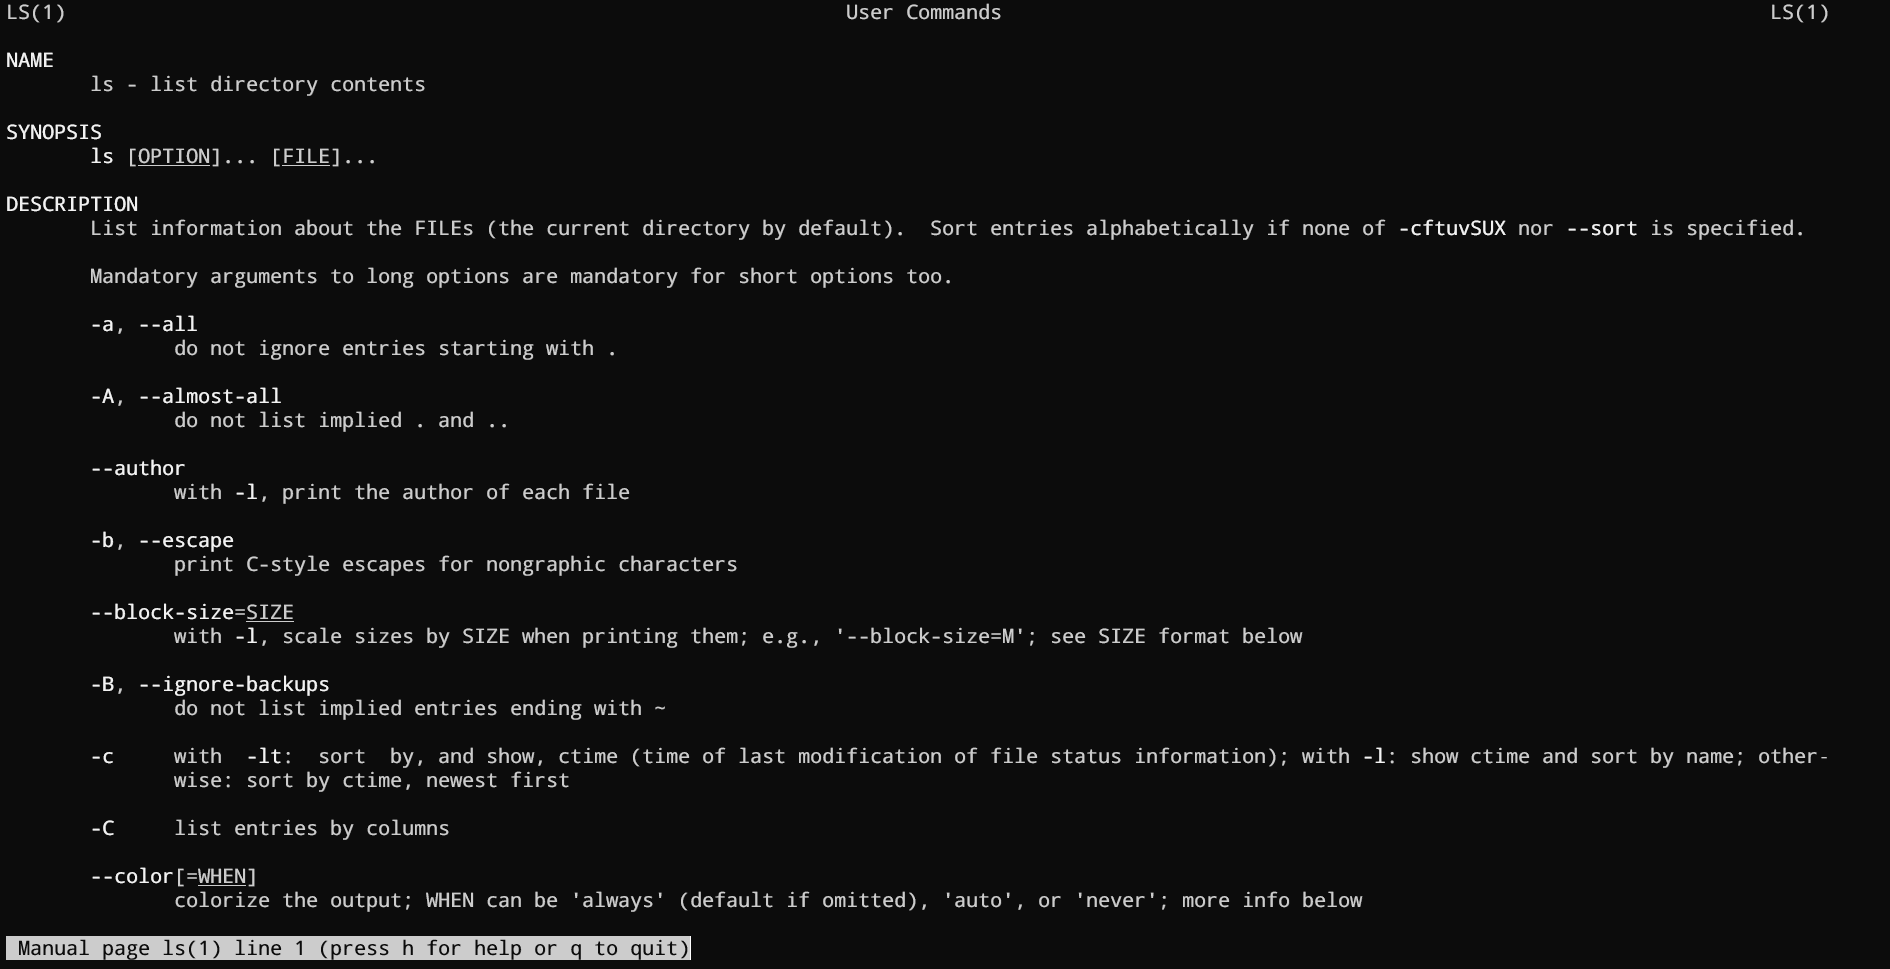 LS(1) User Commands LS(1)
NAME
ls - list directory contents
SYNOPSIS
ls [OPTION]... [FILE]...
DESCRIPTION
List information about the FILEs (the current directory by default).  Sort entries alphabetically if none of -cftuvSUX nor --sort is specified.
Mandatory arguments to long options are mandatory for short options too.
-a, --all
do not ignore entries starting with .
-A, --almost-all
do not list implied . and ..
--author
with -l, print the author of each file
-b, --escape
print C-style escapes for nongraphic characters
--block-size=SIZE
with -l, scale sizes by SIZE when printing them; e.g., '--block-size=M'; see SIZE format below
-B, --ignore-backups
do not list implied entries ending with ~
-c     with  -lt:  sort  by, and show, ctime (time of last modification of file status information); with -l: show ctime and sort by name; other-
wise: sort by ctime, newest first
-C     list entries by columns
--color[=WHEN]
colorize the output; WHEN can be 'always' (default if omitted), 'auto', or 'never'; more info below
Manual page ls(1) line 1 (press h for help or q to quit)